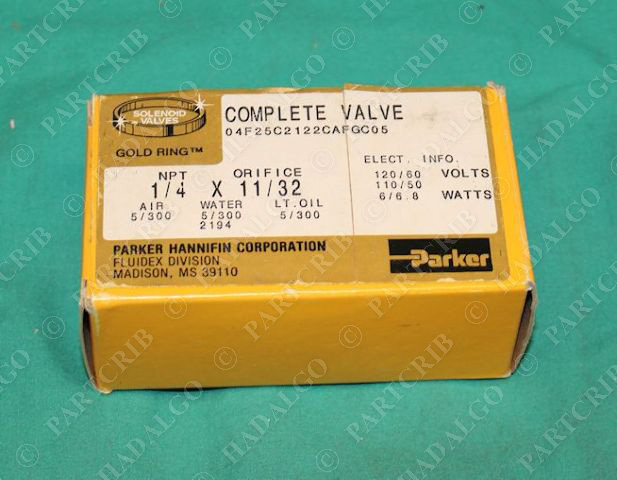 SOLENOID
VALVES
GOLD RING™
COMPLETE VALVE
04F25C2122CAFGC05
NPT ORIFICE
1/4 X 11/32
AIR WATER LT.OIL
5/300 5/300 5/300
2194
ELECT. INFO.
120/60 VOLTS
110/50
6/6.8 WATTS
PARKER HANNIFIN CORPORATION
FLUIDEX DIVISION
MADISON, MS 39110
Parker
© PARTCRIB
HADALGO